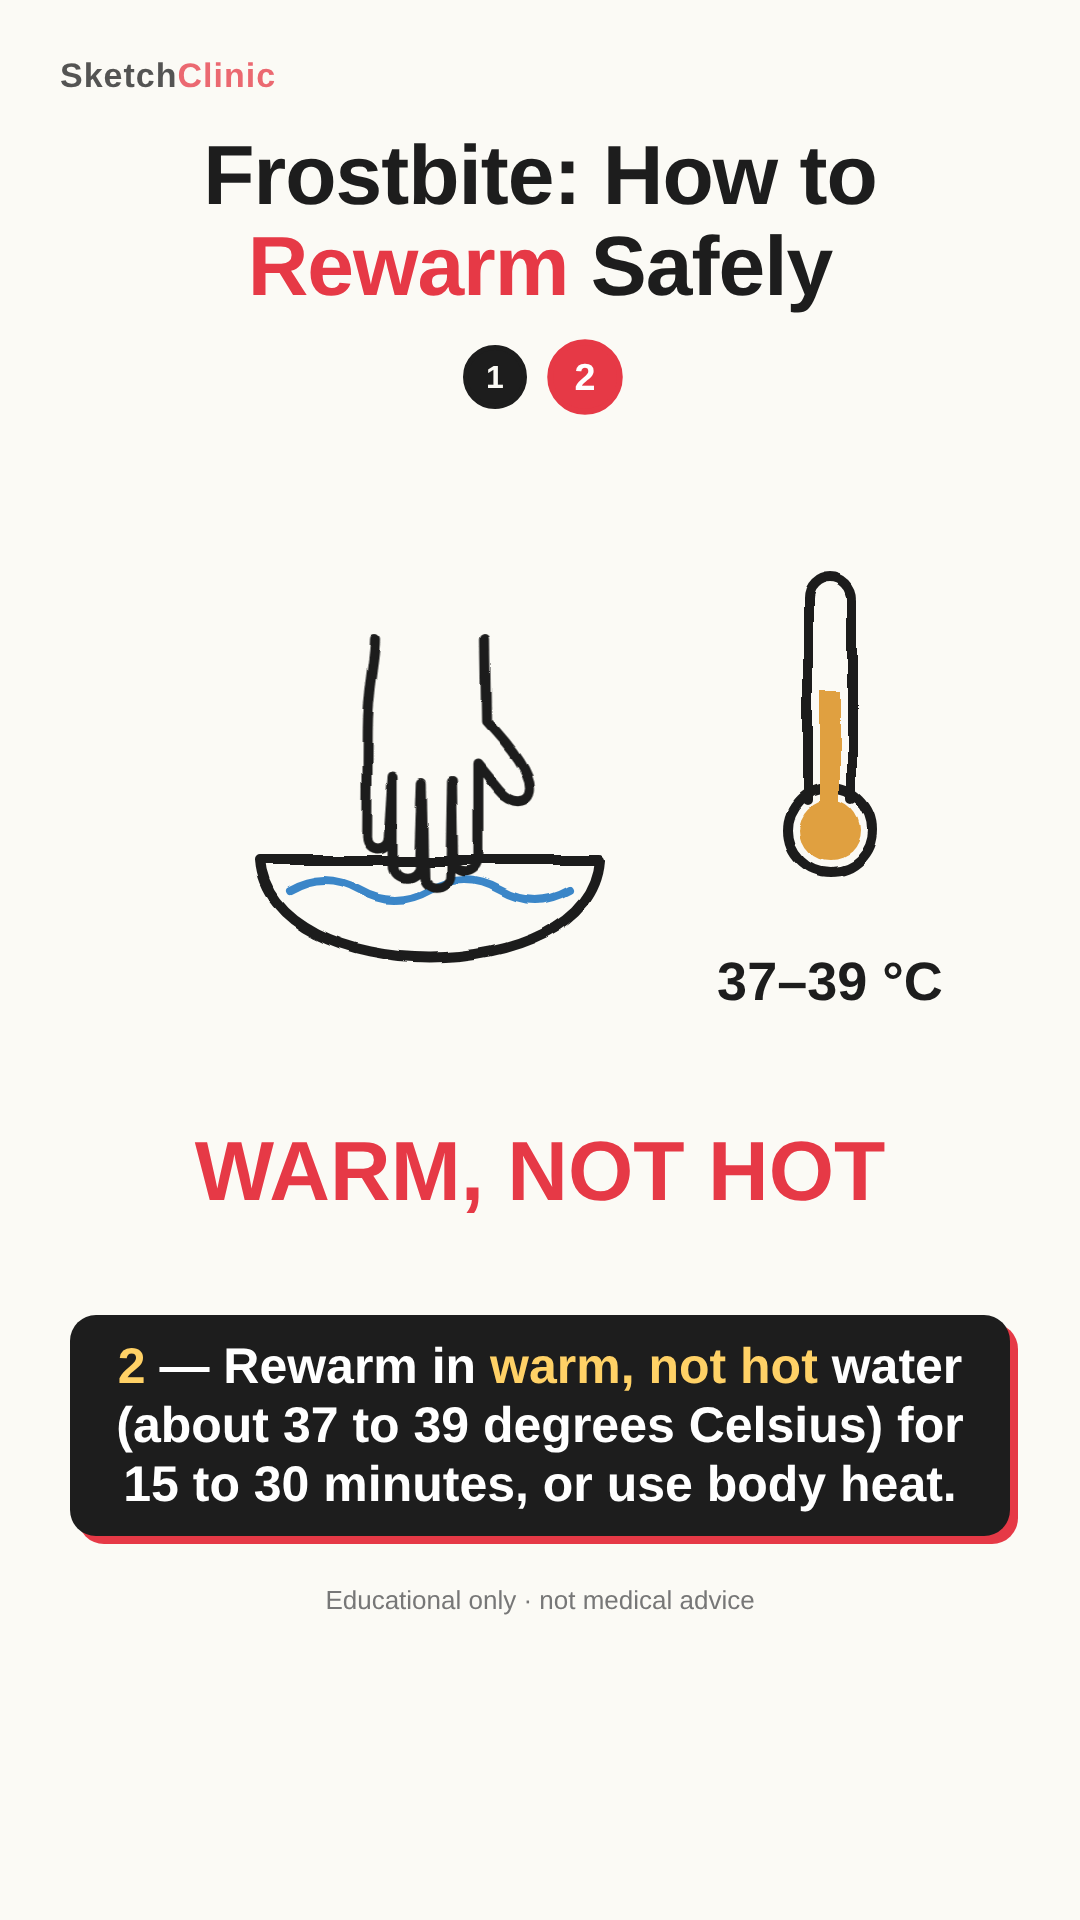 SketchClinic
Frostbite: How to
Rewarm Safely
1 2
37–39 °C
WARM, NOT HOT
2 — Rewarm in warm, not hot water
(about 37 to 39 degrees Celsius) for
15 to 30 minutes, or use body heat.
Educational only · not medical advice